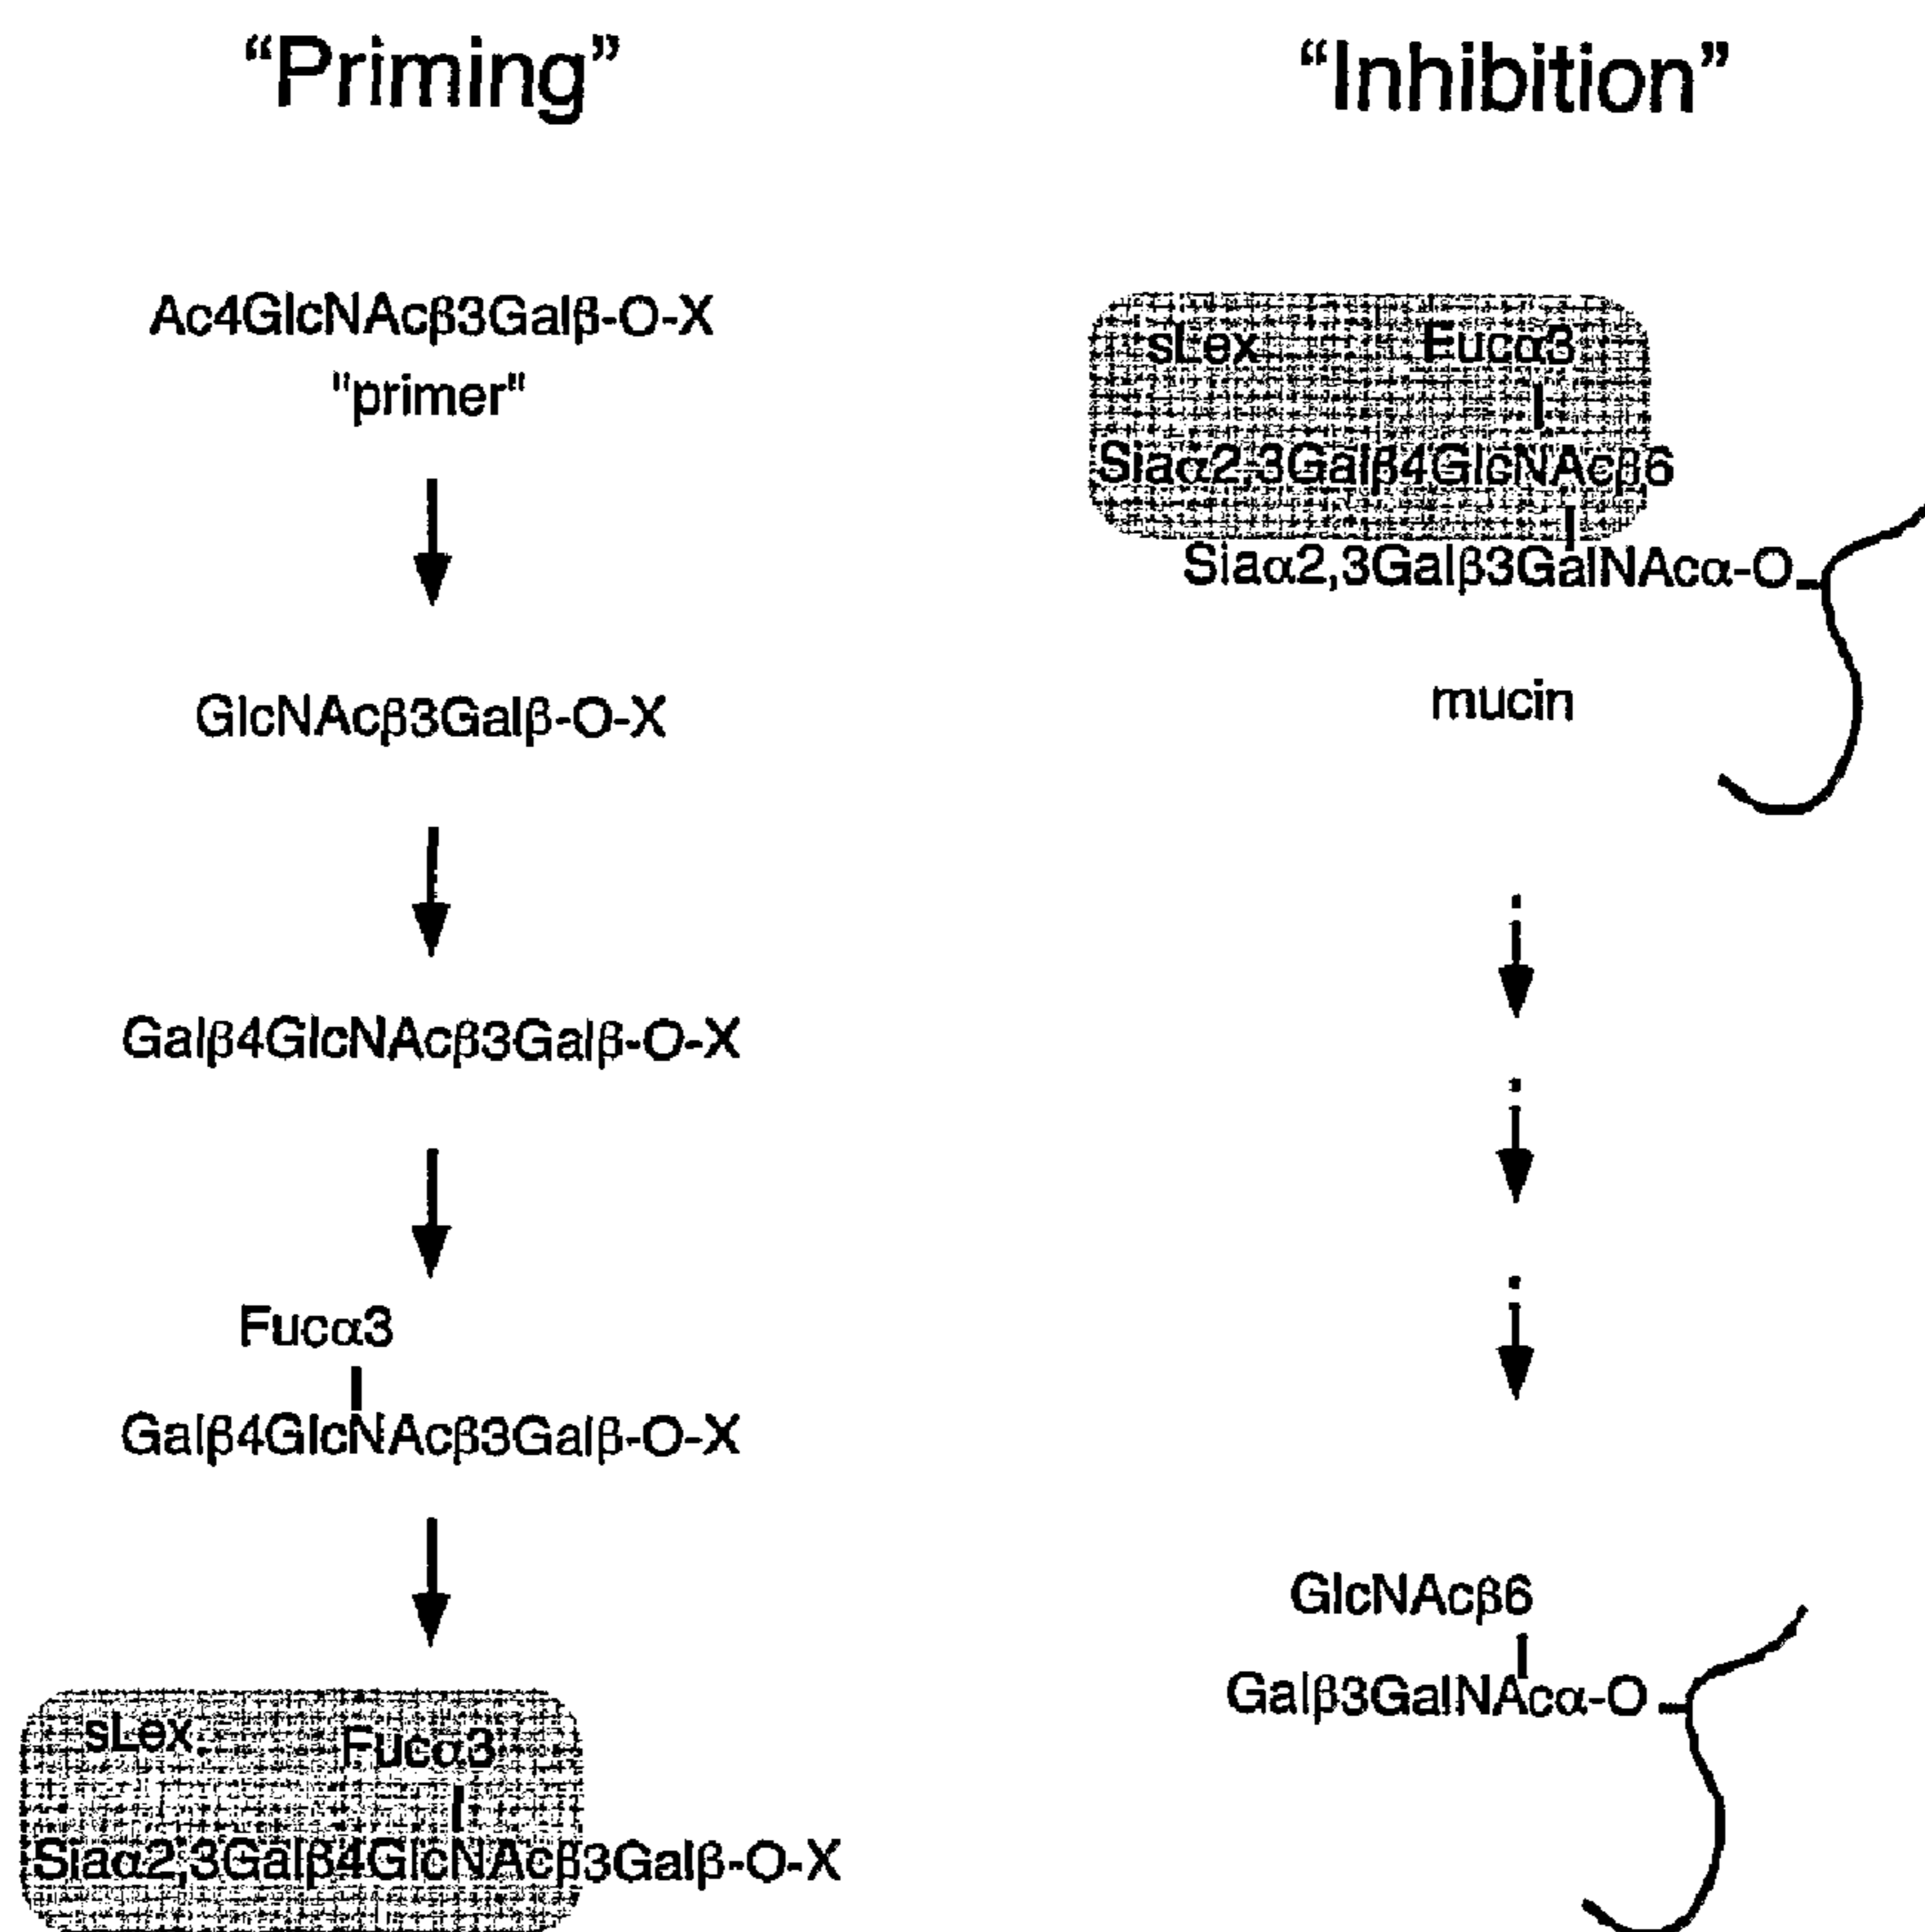 “Priming”
Ac4GlcNAcβ3Galβ-O-X
"primer"
GlcNAcβ3Galβ-O-X
Galβ4GlcNAcβ3Galβ-O-X
Fucα3
Galβ4GlcNAcβ3Galβ-O-X
sLex
Fucα3
Siaα2,3Galβ4GlcNAcβ3Galβ-O-X
“Inhibition”
sLex
Fucα3
Siaα2,3Galβ4GlcNAcβ6
Siaα2,3Galβ3GalNAcα-O
mucin
GlcNAcβ6
Galβ3GalNAcα-O